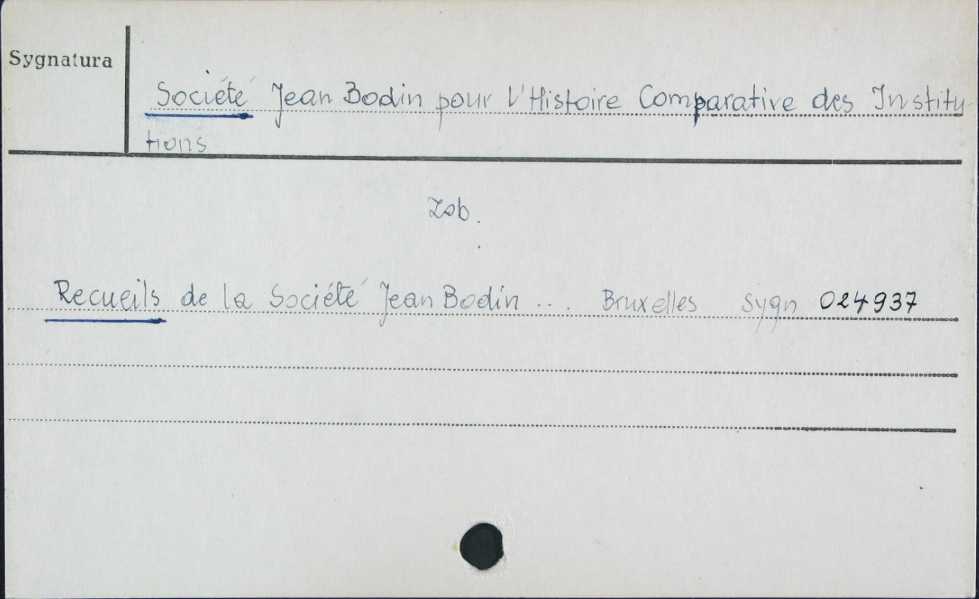 Sygnatura
Société Jean Bodin pour l'Histoire Comparative des Institu
tions
Zob.
Recueils de la Société Jean Bodin ... Bruxelles Sygn 024937